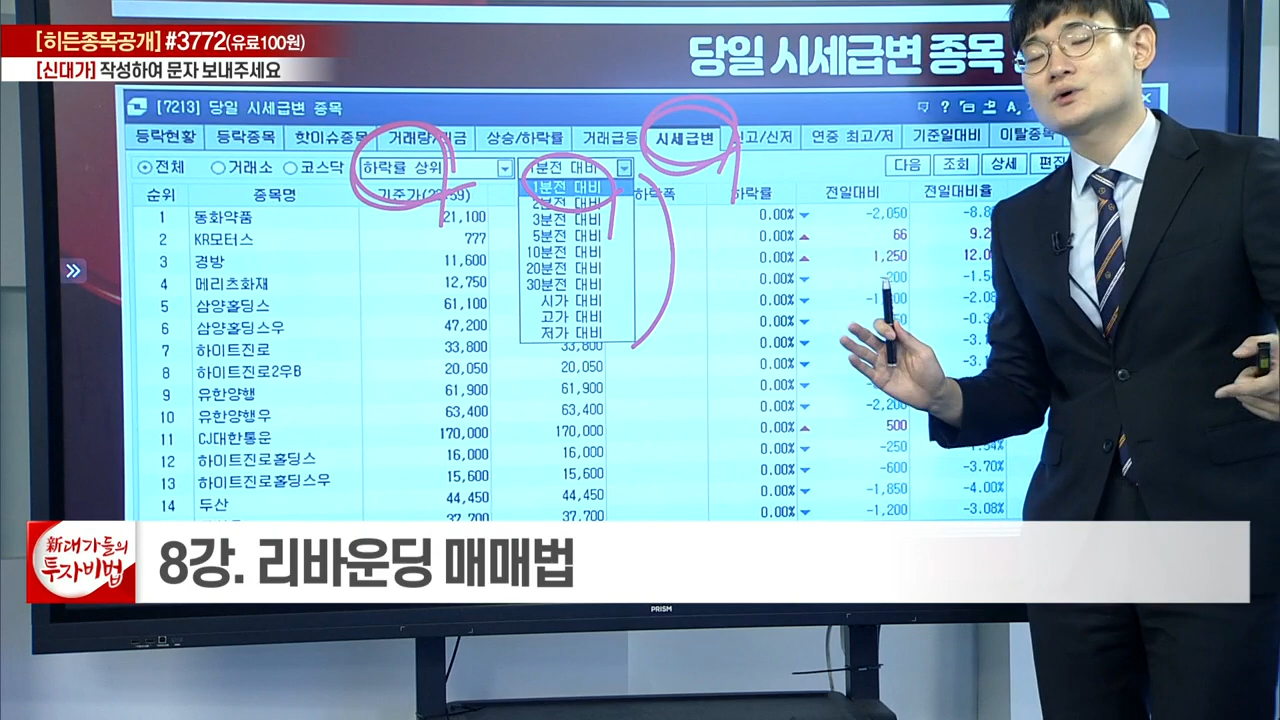 [히든종목공개] #3772(유료100원)
[신대가] 작성하여 문자 보내주세요
당일 시세급변 종목
[7213] 당일 시세급변 종목
등락현황 등락종목 핫이슈종목 거래량/대금 상승/하락률 거래급등 시세급변 신고/신저 연중 최고/저 기준일대비 이탈종목
전체 거래소 코스닥 하락률 상위 1분전 대비 다음 조회 상세 편집
순위 종목명 하락폭 하락률 전일대비 전일대비율
1분전 대비
2분전 대비
3분전 대비
5분전 대비
10분전 대비
20분전 대비
30분전 대비
시가 대비
고가 대비
저가 대비
1 동화약품 21,100 0.00% -2,050
2 KR모터스 777 0.00% 66
3 경방 11,600 0.00% 1,250
4 메리츠화재 12,750 0.00% -200
5 삼양홀딩스 61,100 0.00%
6 삼양홀딩스우 47,200 0.00%
7 하이트진로 33,800 33,800 0.00%
8 하이트진로2우B 20,050 20,050 0.00%
9 유한양행 61,900 61,900 0.00%
10 유한양행우 63,400 63,400 0.00% -2,200
11 CJ대한통운 170,000 170,000 0.00% 500
12 하이트진로홀딩스 16,000 16,000 0.00% -250
13 하이트진로홀딩스우 15,600 15,600 0.00% -600 -3.70%
14 두산 44,450 44,450 0.00% -1,850 -4.00%
37,700 37,700 0.00% -1,200 -3.08%
新대가들의
투자비법
8강. 리바운딩 매매법
PRISM